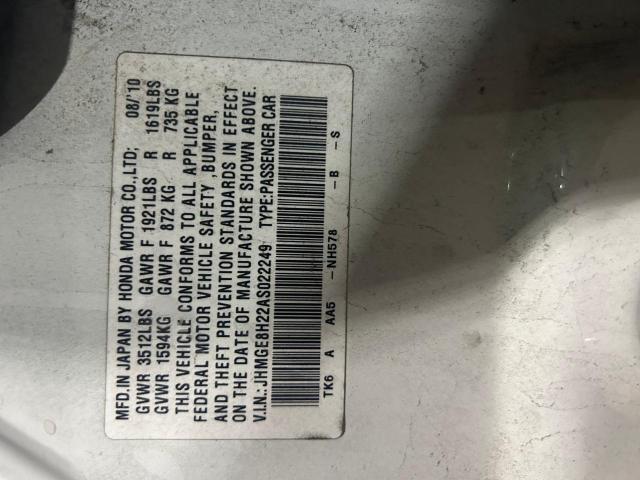 MFD.IN JAPAN BY HONDA MOTOR CO.,LTD; 08/'10
GVWR 3512LBS GAWR F 1921LBS R 1619LBS
GVWR 1594KG GAWR F 872 KG R 735 KG
THIS VEHICLE CONFORMS TO ALL APPLICABLE
FEDERAL MOTOR VEHICLE SAFETY ,BUMPER,
AND THEFT PREVENTION STANDARDS IN EFFECT
ON THE DATE OF MANUFACTURE SHOWN ABOVE.
V.I.N.:JHMGE8H22AS022249 TYPE:PASSENGER CAR
TK6 A AA5 -NH578 -B -S